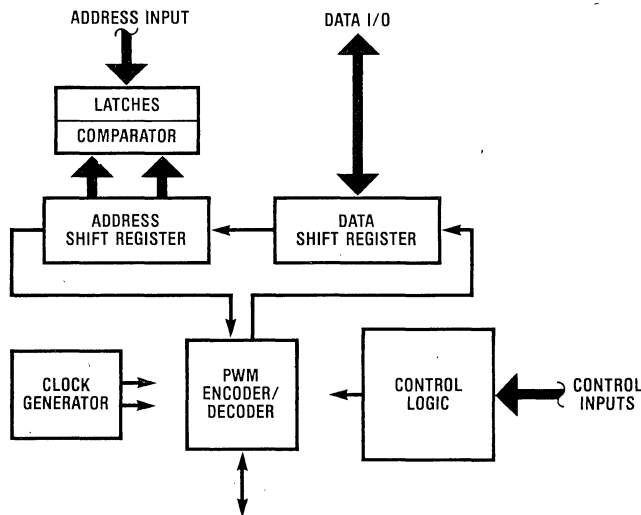 ADDRESS INPUT
DATA I/O
LATCHES
COMPARATOR
ADDRESS
SHIFT REGISTER
DATA
SHIFT REGISTER
CLOCK
GENERATOR
PWM
ENCODER/
DECODER
CONTROL
LOGIC
CONTROL
INPUTS